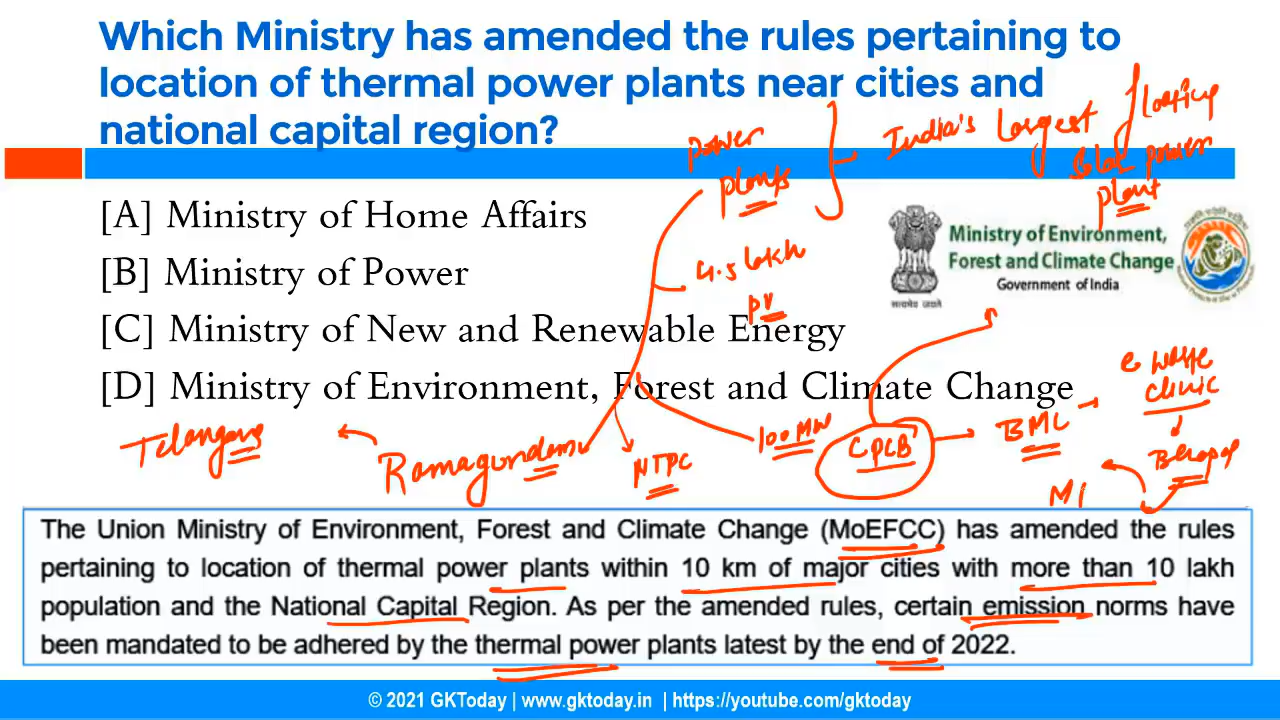 Which Ministry has amended the rules pertaining to
location of thermal power plants near cities and
national capital region?
power
plants
India's largest
floating
solar power
plant
[A] Ministry of Home Affairs
[B] Ministry of Power
[C] Ministry of New and Renewable Energy
[D] Ministry of Environment, Forest and Climate Change
सत्यमेव जयते
Ministry of Environment,
Forest and Climate Change
Government of India
4.5 lakh
PV
e waste
clinic
Telangana
Ramagundam
NTPC
100 MW
CPCB
BMC
Bhopal
The Union Ministry of Environment, Forest and Climate Change (MoEFCC) has amended the rules
pertaining to location of thermal power plants within 10 km of major cities with more than 10 lakh
population and the National Capital Region. As per the amended rules, certain emission norms have
been mandated to be adhered by the thermal power plants latest by the end of 2022.
© 2021 GKToday | www.gktoday.in | https://youtube.com/gktoday